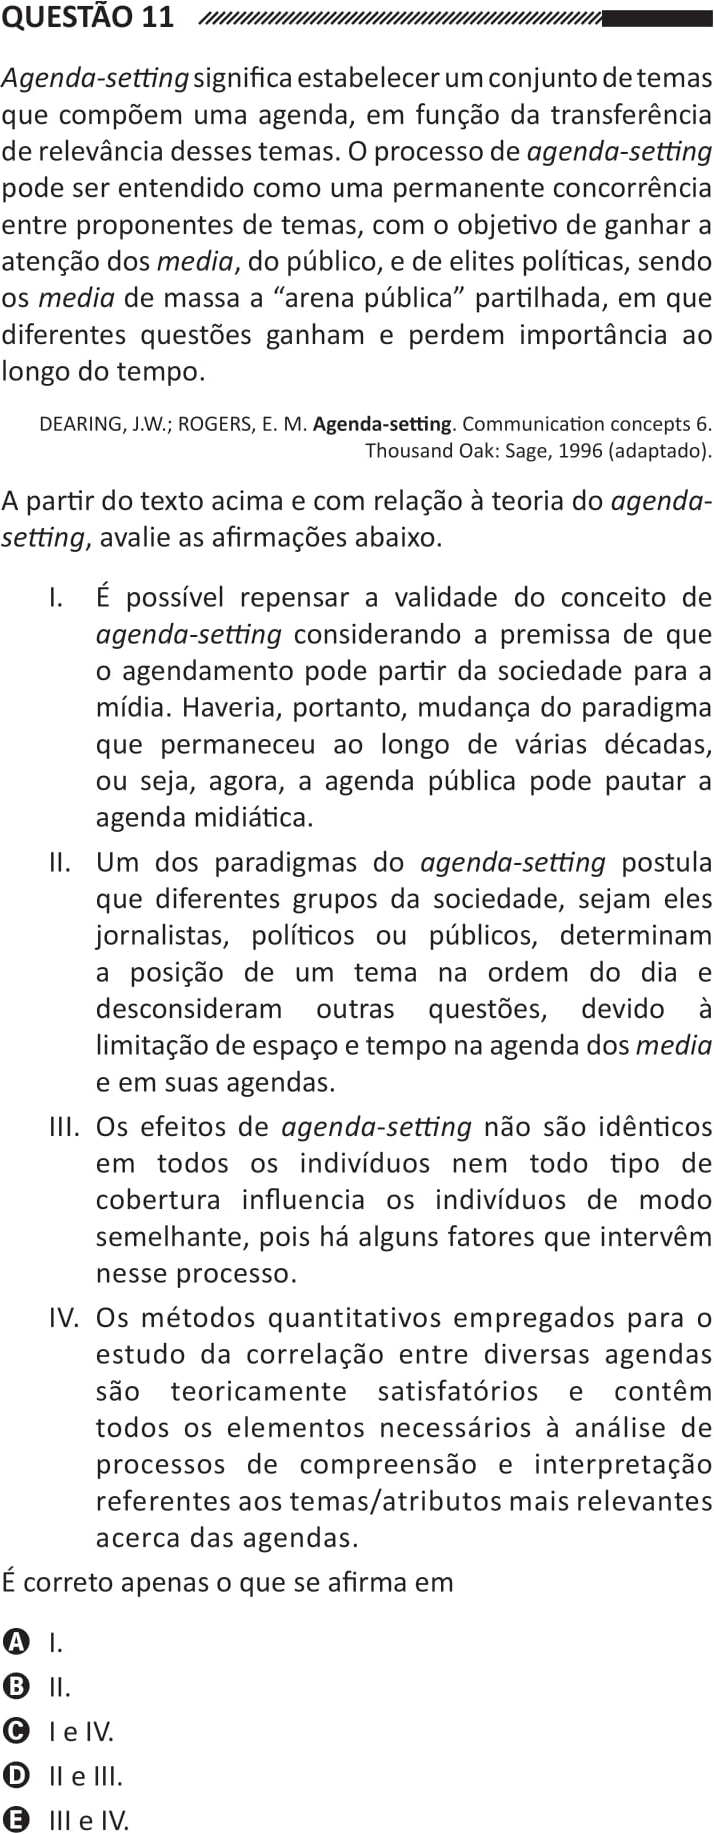 QUESTÃO 11
Agenda-setting significa estabelecer um conjunto de temas
que compõem uma agenda, em função da transferência
de relevância desses temas. O processo de agenda-setting
pode ser entendido como uma permanente concorrência
entre proponentes de temas, com o objetivo de ganhar a
atenção dos media, do público, e de elites políticas, sendo
os media de massa a “arena pública” partilhada, em que
diferentes questões ganham e perdem importância ao
longo do tempo.
DEARING, J.W.; ROGERS, E. M. Agenda-setting. Communication concepts 6.
Thousand Oak: Sage, 1996 (adaptado).
A partir do texto acima e com relação à teoria do agenda-
setting, avalie as afirmações abaixo.
I. É possível repensar a validade do conceito de
agenda-setting considerando a premissa de que
o agendamento pode partir da sociedade para a
mídia. Haveria, portanto, mudança do paradigma
que permaneceu ao longo de várias décadas,
ou seja, agora, a agenda pública pode pautar a
agenda midiática.
II. Um dos paradigmas do agenda-setting postula
que diferentes grupos da sociedade, sejam eles
jornalistas, políticos ou públicos, determinam
a posição de um tema na ordem do dia e
desconsideram outras questões, devido à
limitação de espaço e tempo na agenda dos media
e em suas agendas.
III. Os efeitos de agenda-setting não são idênticos
em todos os indivíduos nem todo tipo de
cobertura influencia os indivíduos de modo
semelhante, pois há alguns fatores que intervêm
nesse processo.
IV. Os métodos quantitativos empregados para o
estudo da correlação entre diversas agendas
são teoricamente satisfatórios e contêm
todos os elementos necessários à análise de
processos de compreensão e interpretação
referentes aos temas/atributos mais relevantes
acerca das agendas.
É correto apenas o que se afirma em
A I.
B II.
C I e IV.
D II e III.
E III e IV.